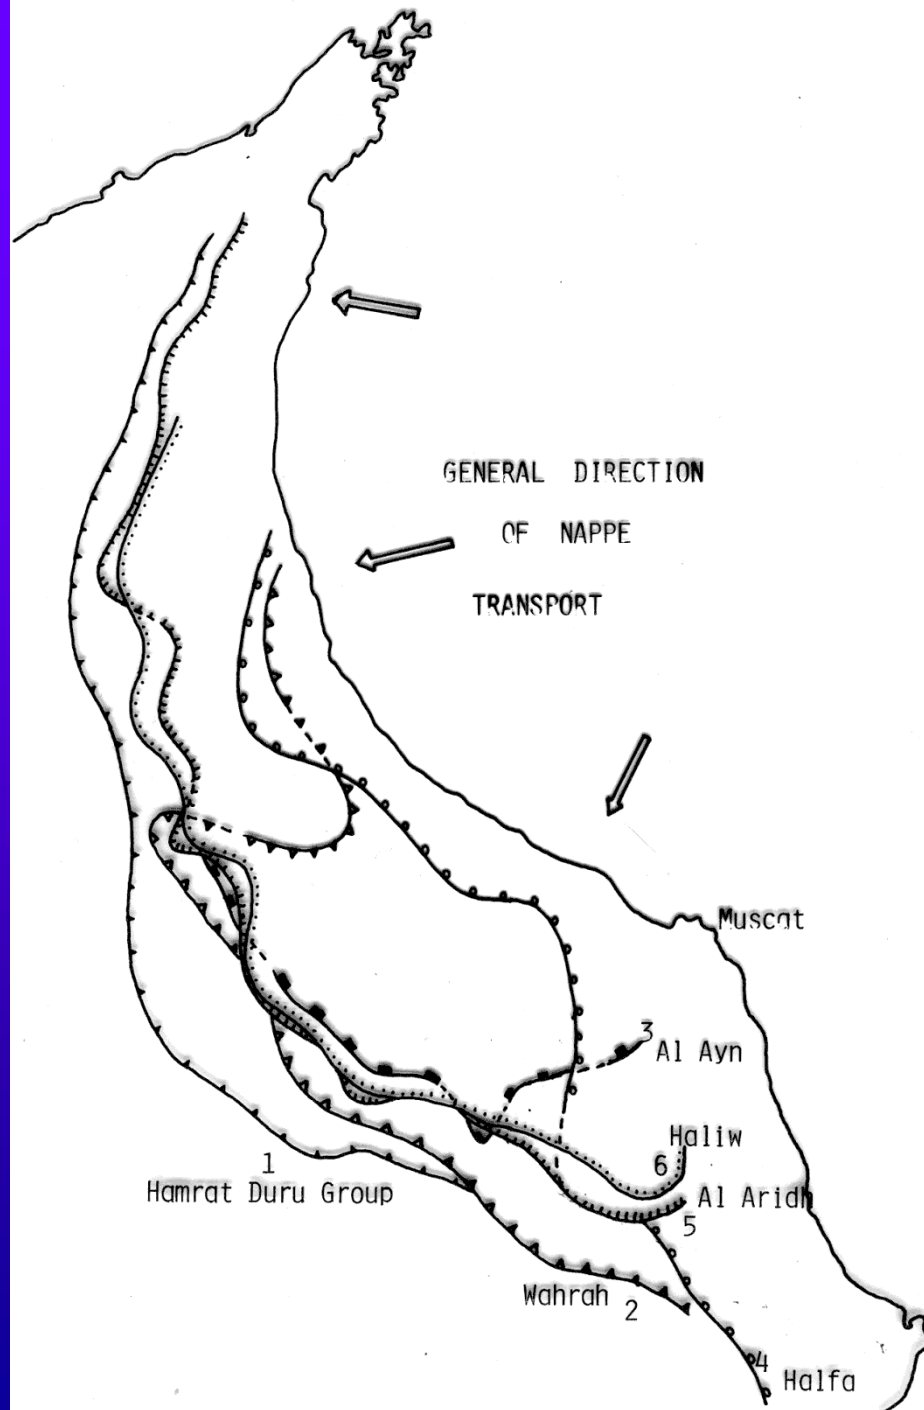 GENERAL DIRECTION
OF NAPPE
TRANSPORT
Muscat
3
Al Ayn
Haliw
6
1
Hamrat Duru Group
Al Aridh
5
Wahrah 2
4
Halfa